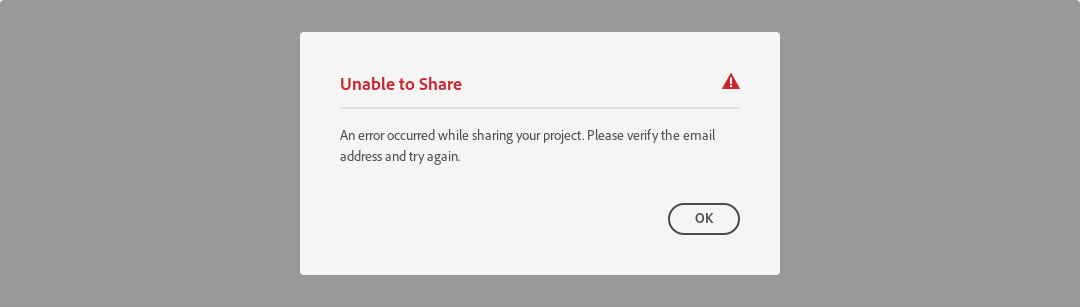 Unable to Share
An error occurred while sharing your project. Please verify the email
address and try again.
OK